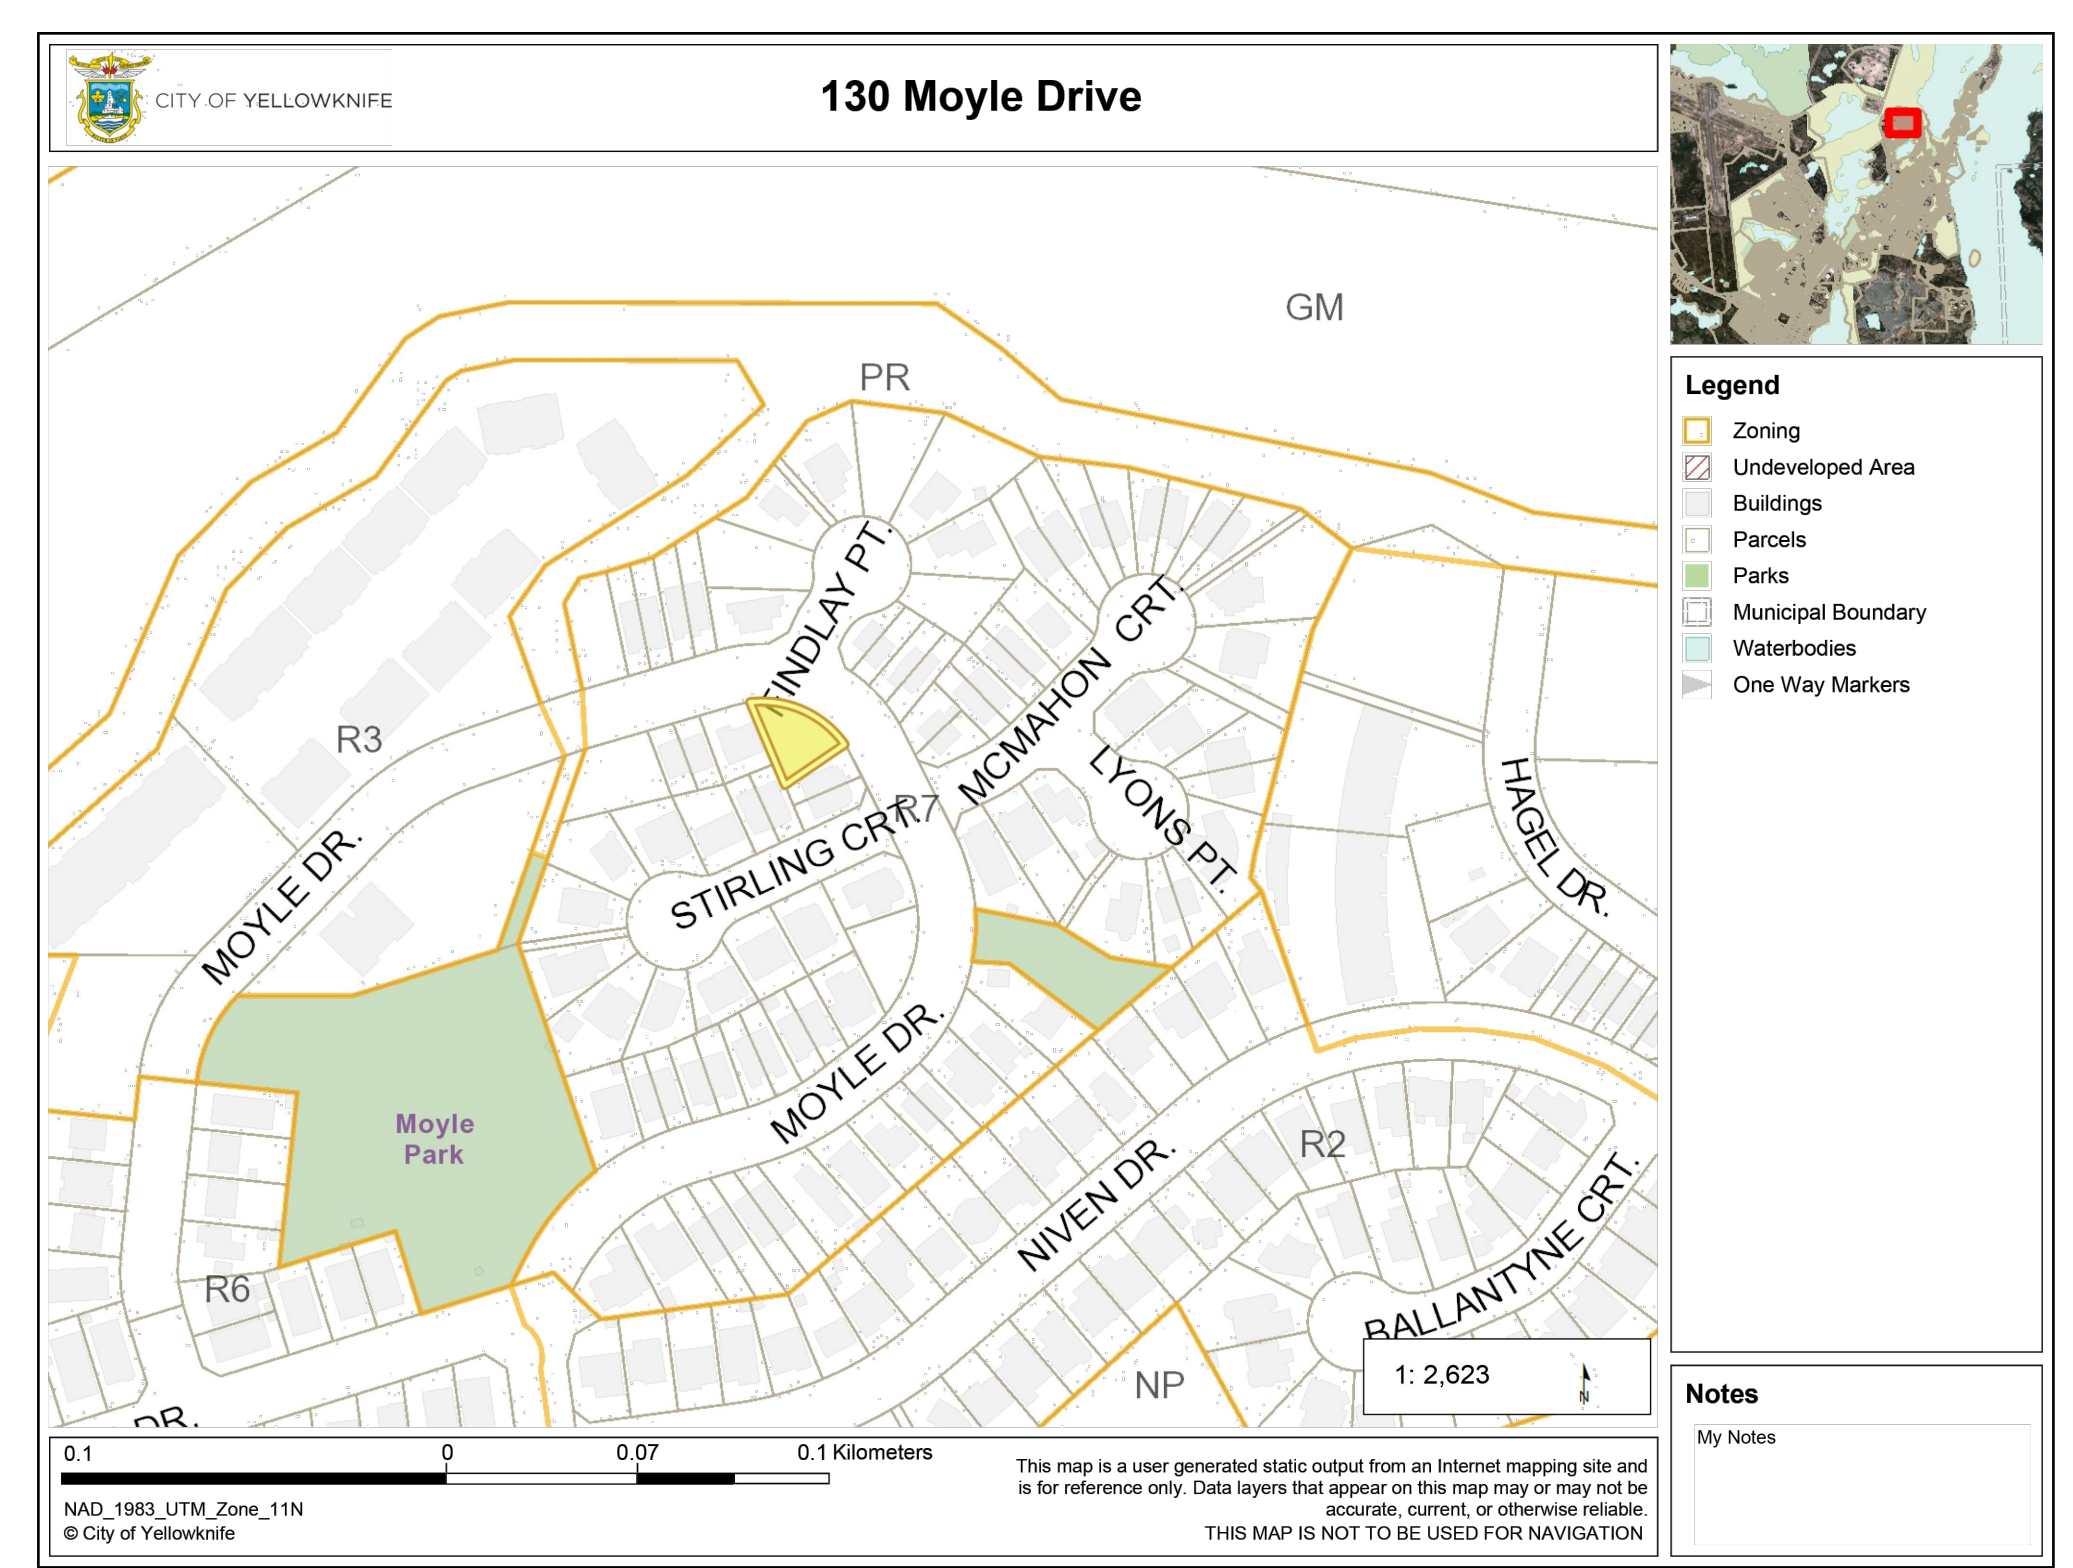 CITY OF YELLOWKNIFE
130 Moyle Drive
GM
PR
FINDLAY PT.
MCMAHON CRT.
R3
LYONS PT.
HAGEL DR.
R7
STIRLING CRT.
MOYLE DR.
MOYLE DR.
Moyle
Park
R2
NIVEN DR.
BALLANTYNE CRT.
R6
NP
DR.
1: 2,623
N
Legend
Zoning
Undeveloped Area
Buildings
Parcels
Parks
Municipal Boundary
Waterbodies
One Way Markers
Notes
My Notes
0.1 0 0.07 0.1 Kilometers
NAD_1983_UTM_Zone_11N
© City of Yellowknife
This map is a user generated static output from an Internet mapping site and
is for reference only. Data layers that appear on this map may or may not be
accurate, current, or otherwise reliable.
THIS MAP IS NOT TO BE USED FOR NAVIGATION